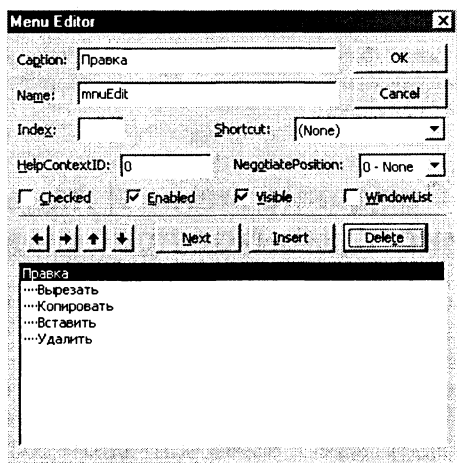 Menu Editor
Caption: Правка OK
Name: mnuEdit Cancel
Index: Shortcut: (None)
HelpContextID: 0 NegotiatePosition: 0 - None
Checked Enabled Visible WindowList
Next Insert Delete
Правка
····Вырезать
····Копировать
····Вставить
····Удалить